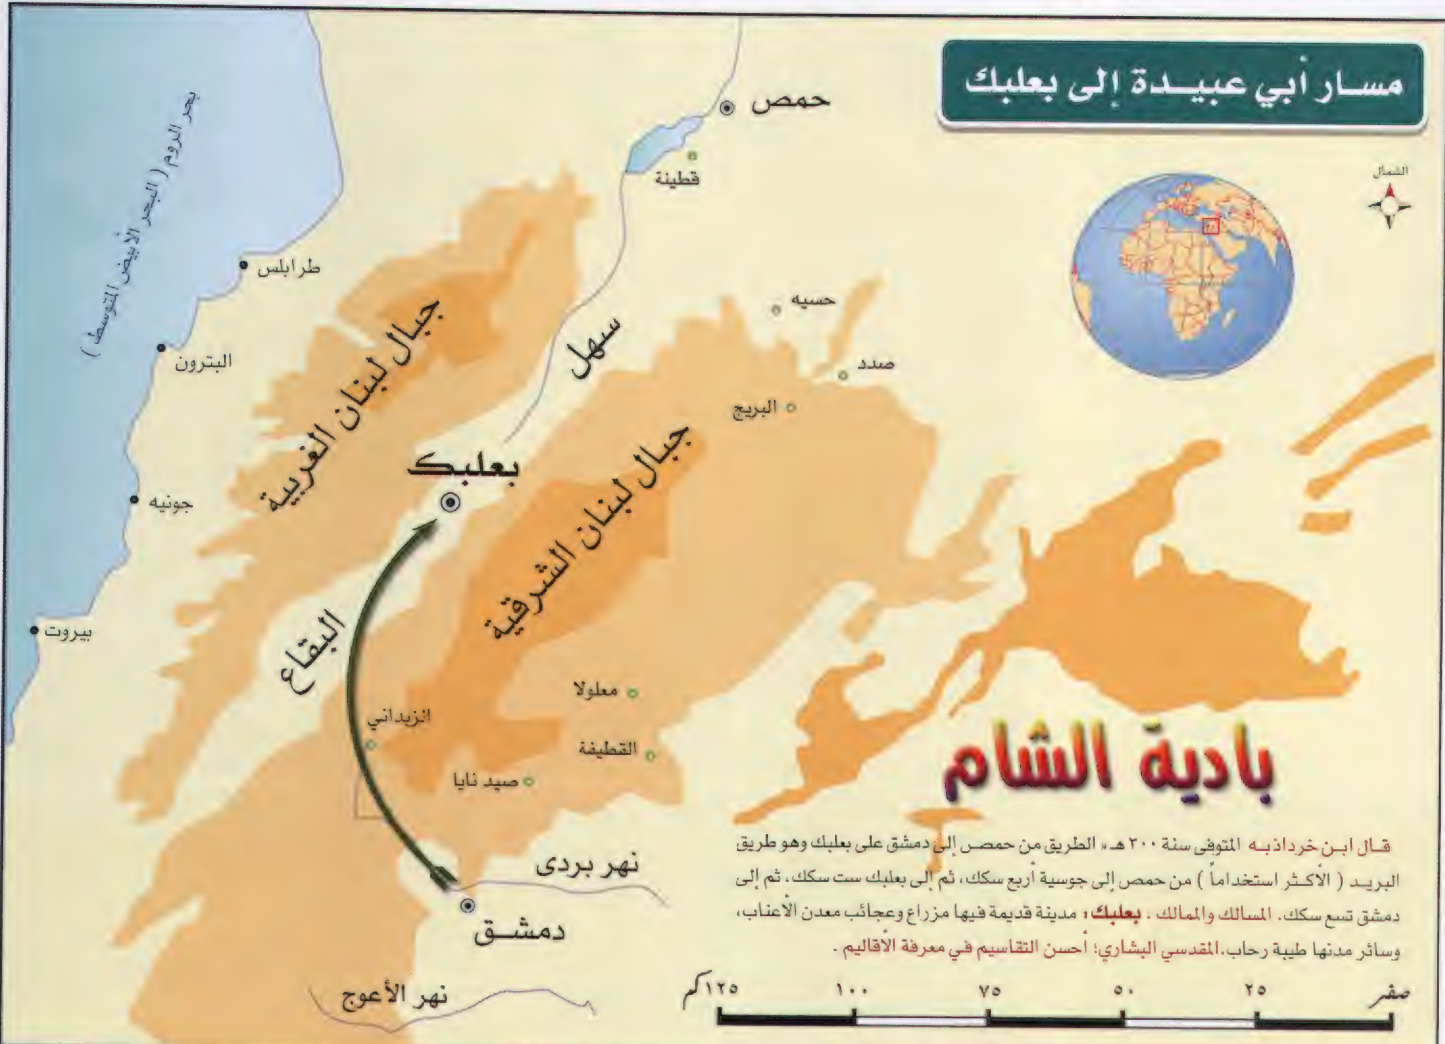 مسار أبي عبيدة إلى بعلبك
الشمال
حمص
قطينة
بحر الروم ( البحر الأبيض المتوسط )
طرابلس
البترون
جونيه
بيروت
جبال لبنان الغربية
سهل
البقاع
حسيه
صدد
البريج
بعلبك
جبال لبنان الشرقية
معلولا
انزبداني
القطيفة
صيد نايا
نهر بردى
دمشق
نهر الأعوج
بادية الشام
قال ابن خرداذبه المتوفى سنة ٣٠٠ هـ « الطريق من حمص إلى دمشق على بعلبك وهو طريق
البريد ( الأكثر استخداماً ) من حمص إلى جوسية أربع سكك، ثم إلى بعلبك ست سكك، ثم إلى
دمشق تسع سكك. المسالك والممالك . بعلبك؛ مدينة قديمة فيها مزراع وعجائب معدن الأعناب،
وسائر مدنها طيبة رحاب. المقدسي البشاري؛ أحسن التقاسيم في معرفة الأقاليم .
صفر ٢٥ ٥٠ ٧٥ ١٠٠ ١٢٥ كم